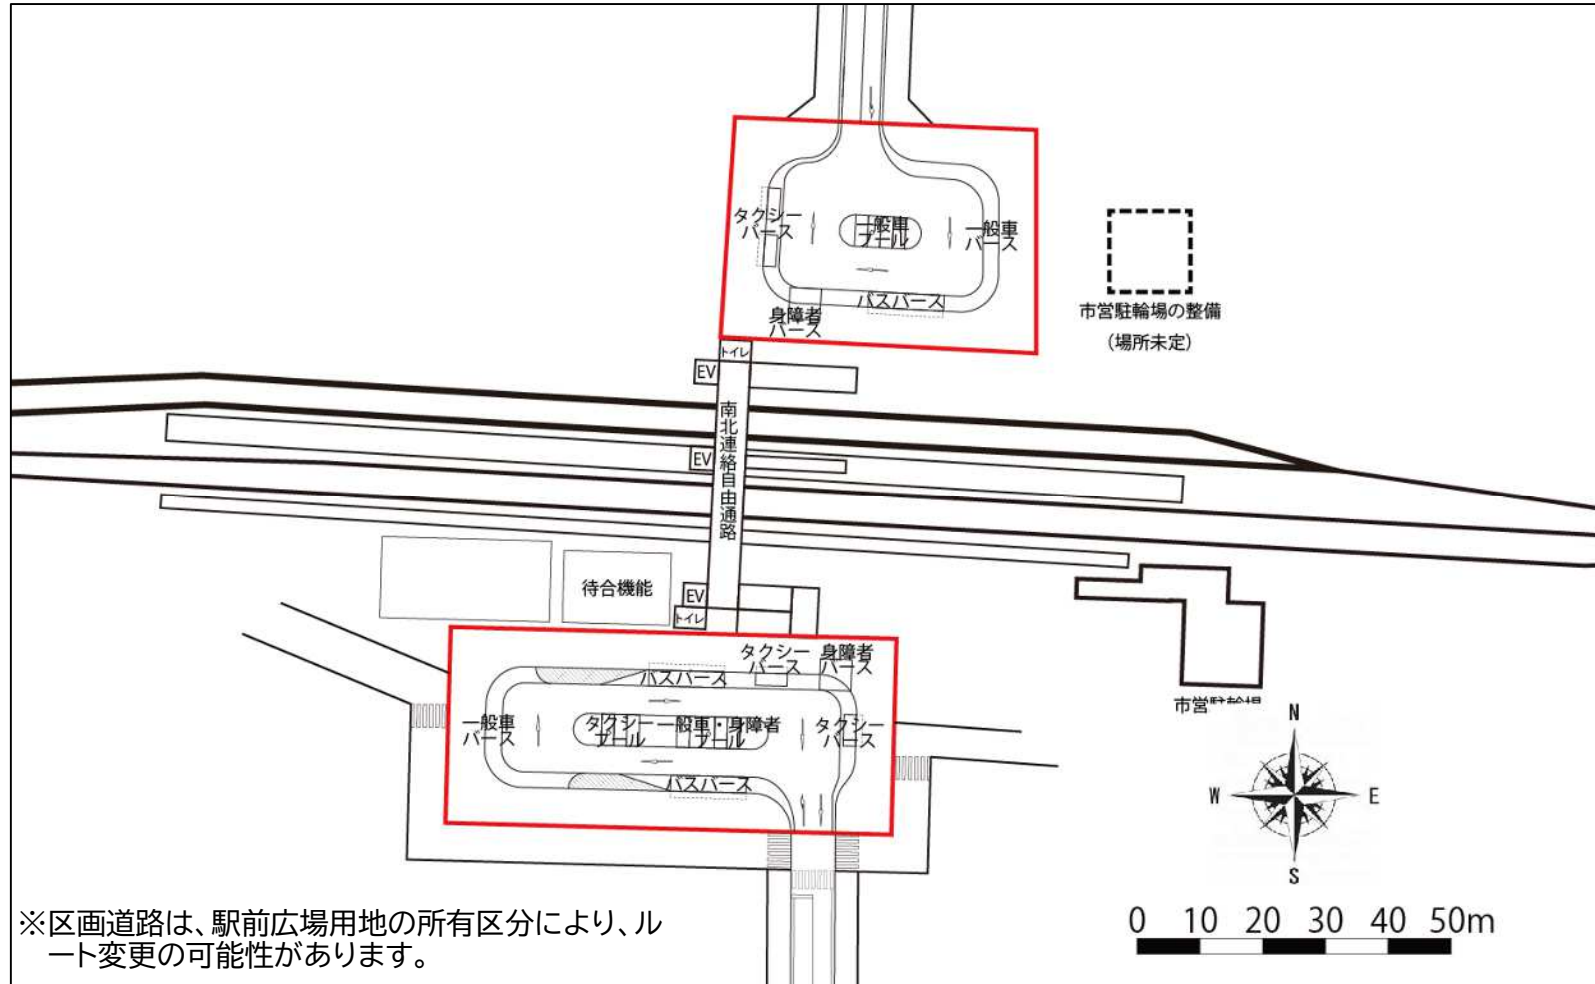 タクシー
バース
一般車
プール
一般車
バース
身障者
バース
バスバース
市営駐輪場の整備
(場所未定)
トイレ
EV
南北連絡自由通路
EV
待合機能
EV
トイレ
タクシー
バース
身障者
バース
バスバース
一般車
バース
タクシー
プール
一般車・身障者
プール
タクシー
バース
バスバース
市営駐輪場
N
W
E
S
0 10 20 30 40 50m
※区画道路は、駅前広場用地の所有区分により、ル
ート変更の可能性があります。